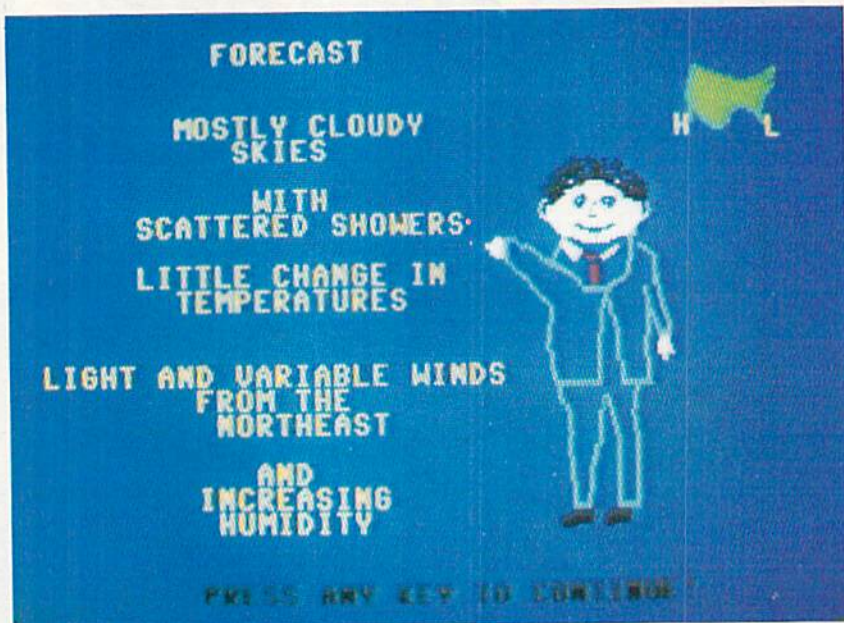 FORECAST
MOSTLY CLOUDY
SKIES
WITH
SCATTERED SHOWERS
LITTLE CHANGE IN
TEMPERATURES
LIGHT AND VARIABLE WINDS
FROM THE
NORTHEAST
AND
INCREASING
HUMIDITY
H L
PRESS ANY KEY TO CONTINUE